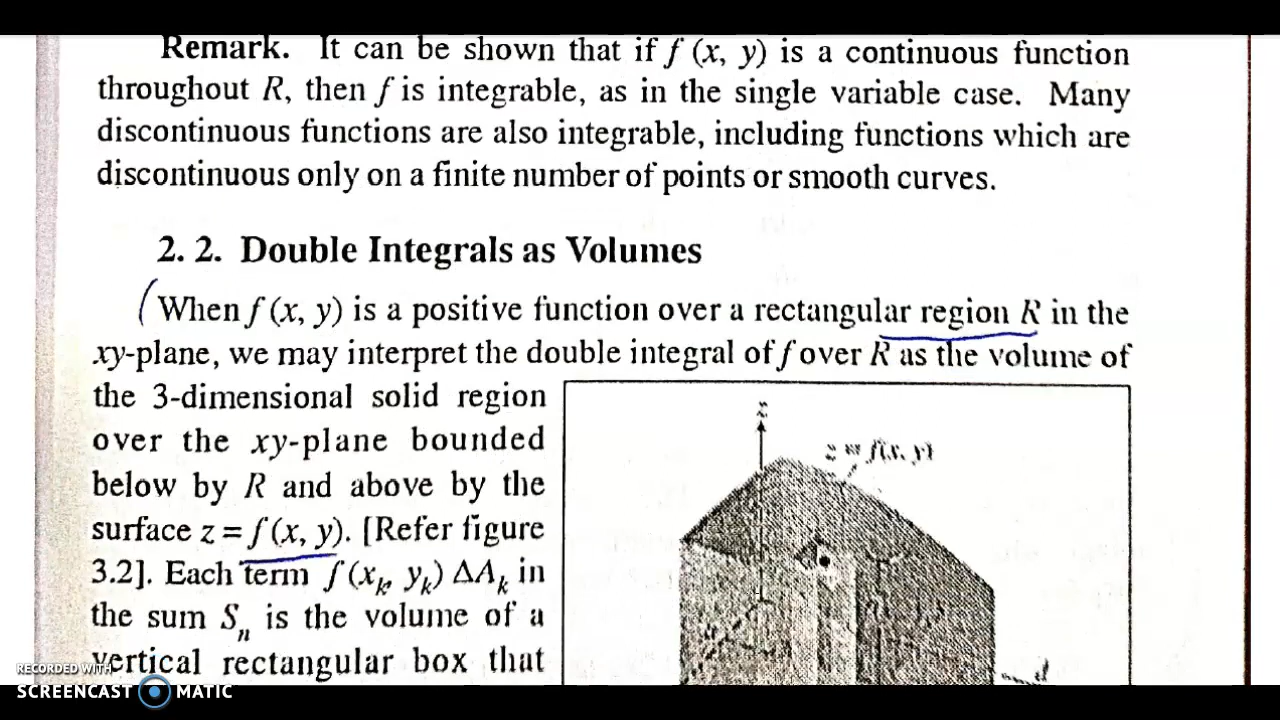 Remark. It can be shown that if f (x, y) is a continuous function
throughout R, then f is integrable, as in the single variable case. Many
discontinuous functions are also integrable, including functions which are
discontinuous only on a finite number of points or smooth curves.
2. 2. Double Integrals as Volumes
When f (x, y) is a positive function over a rectangular region R in the
xy-plane, we may interpret the double integral of f over R as the volume of
the 3-dimensional solid region
over the xy-plane bounded
below by R and above by the
surface z = f (x, y). [Refer figure
3.2]. Each term f (xₖ, yₖ) ΔAₖ in
the sum Sₙ is the volume of a
vertical rectangular box that
z
z = f(x, y)
d
RECORDED WITH
SCREENCAST MATIC